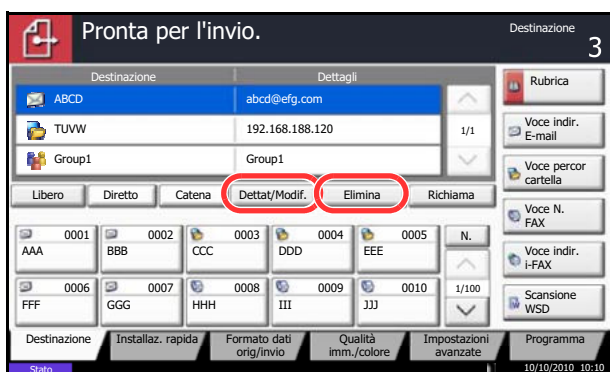 Pronta per l'invio.
Destinazione
3
Destinazione Dettagli
ABCD abcd@efg.com
TUVW 192.168.188.120
1/1
Group1 Group1
Libero Diretto Catena Dettat/Modif. Elimina Richiama
0001 0002 0003 0004 0005 N.
AAA BBB CCC DDD EEE
0006 0007 0008 0009 0010 1/100
FFF GGG HHH III JJJ
Rubrica
Voce indir.
E-mail
Voce percor
cartella
Voce N.
FAX
Voce indir.
i-FAX
Scansione
WSD
Destinazione Installaz. rapida Formato dati Qualità Impostazioni Programma
orig/invio imm./colore avanzate
Stato 10/10/2010 10:10